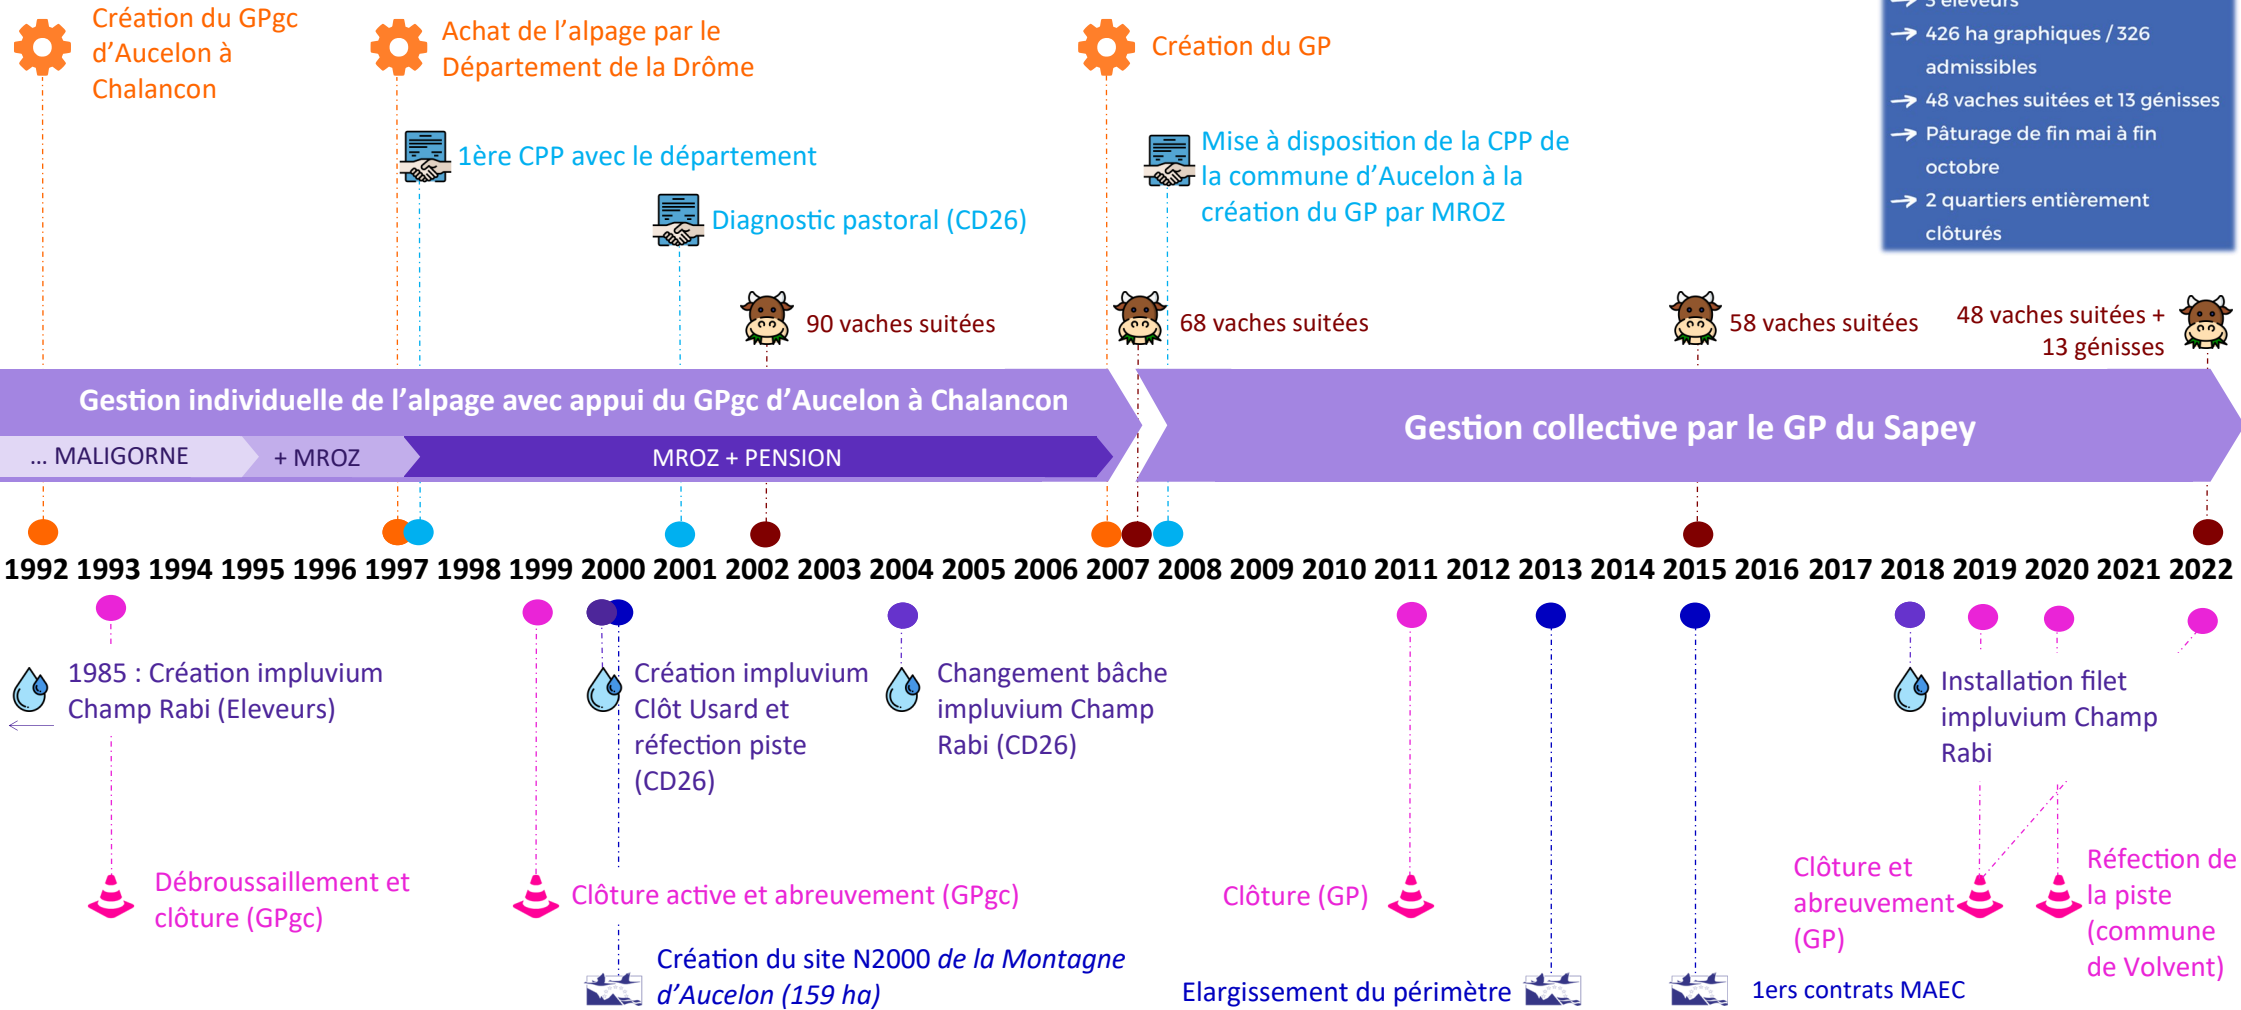 Création du GPgc
d'Aucelon à
Chalancon
Achat de l'alpage par le
Département de la Drôme
Création du GP
3 éleveurs
→ 426 ha graphiques / 326
admissibles
→ 48 vaches suitées et 13 génisses
→ Pâturage de fin mai à fin
octobre
→ 2 quartiers entièrement
clôturés
1ère CPP avec le département
Mise à disposition de la CPP de
la commune d'Aucelon à la
création du GP par MROZ
Diagnostic pastoral (CD26)
90 vaches suitées
68 vaches suitées
58 vaches suitées
48 vaches suitées +
13 génisses
Gestion individuelle de l'alpage avec appui du GPgc d'Aucelon à Chalancon
Gestion collective par le GP du Sapey
... MALIGORNE
+ MROZ
MROZ + PENSION
1992 1993 1994 1995 1996 1997 1998 1999 2000 2001 2002 2003 2004 2005 2006 2007 2008 2009 2010 2011 2012 2013 2014 2015 2016 2017 2018 2019 2020 2021 2022
1985 : Création impluvium
Champ Rabi (Eleveurs)
Création impluvium
Clôt Usard et
réfection piste
(CD26)
Changement bâche
impluvium Champ
Rabi (CD26)
Installation filet
impluvium Champ
Rabi
Débroussaillement et
clôture (GPgc)
Clôture active et abreuvement (GPgc)
Clôture (GP)
Clôture et
abreuvement
(GP)
Réfection de
la piste
(commune
de Volvent)
Création du site N2000 de la Montagne
d'Aucelon (159 ha)
Elargissement du périmètre
1ers contrats MAEC